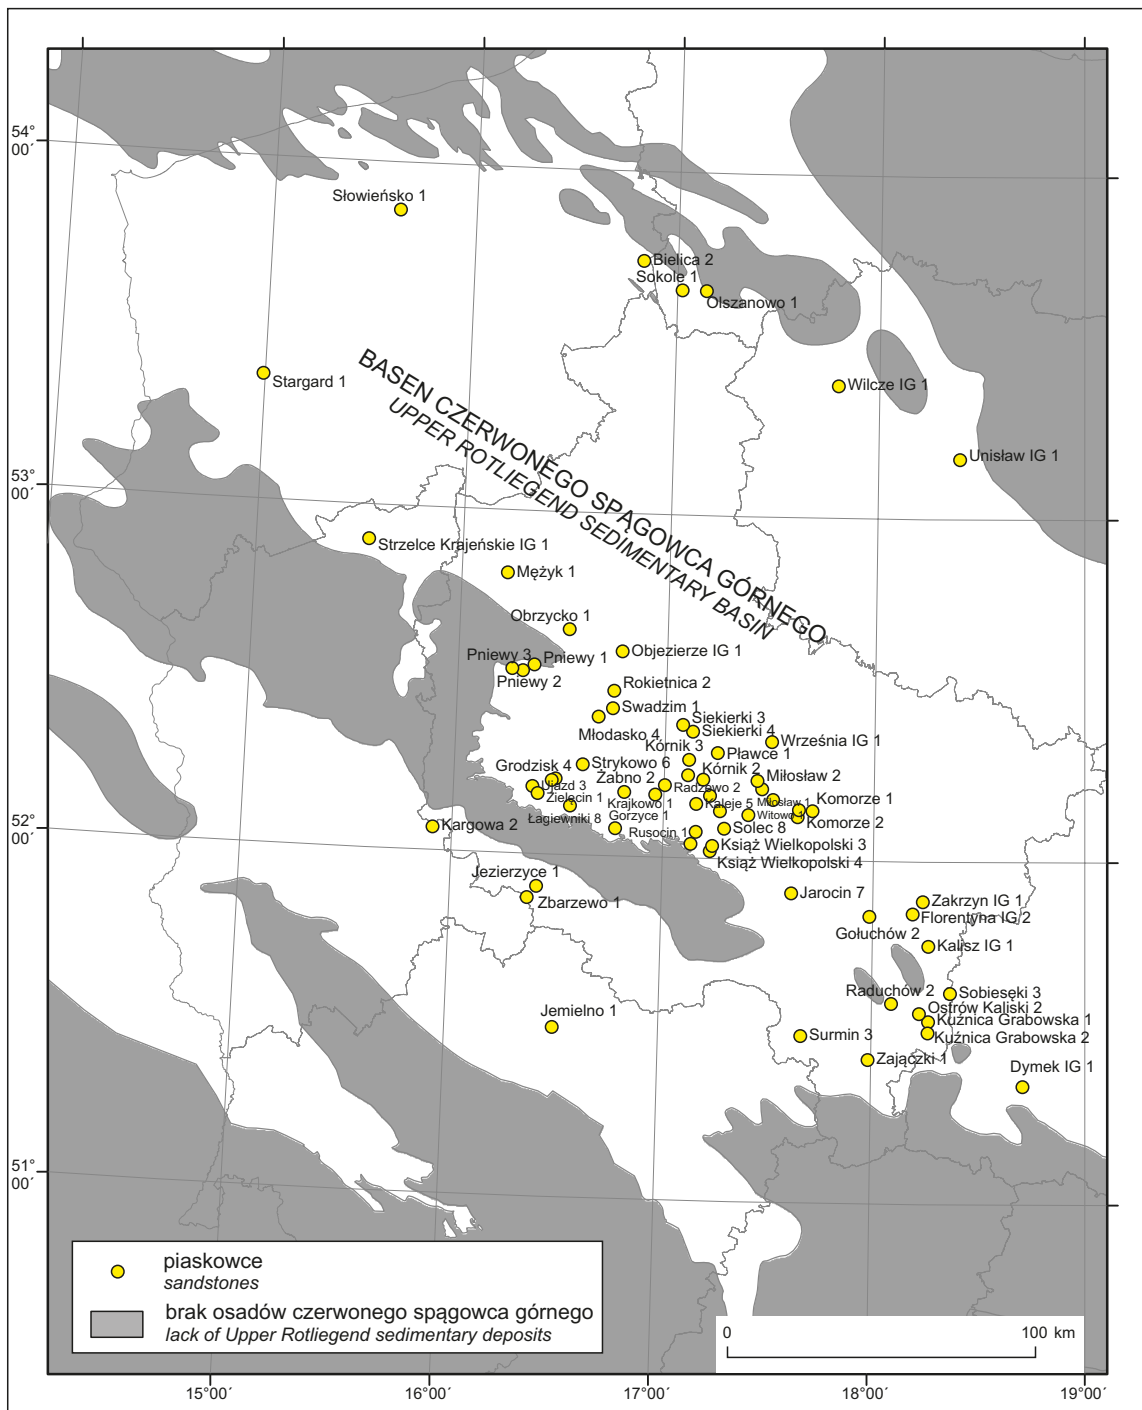 54°
00´
Słowieńsko 1
Bielica 2
Sokole 1
Olszanowo 1
Stargard 1
Wilcze IG 1
BASEN CZERWONEGO SPĄGOWCA GÓRNEGO
UPPER ROTLIEGEND SEDIMENTARY BASIN
Unisław IG 1
53°
00´
Strzelce Krajeńskie IG 1
Mężyk 1
Obrzycko 1
Objezierze IG 1
Pniewy 3
Pniewy 1
Pniewy 2
Rokietnica 2
Swadzim 1
Młodasko 4
Siekierki 3
Siekierki 4
Września IG 1
Kórnik 3
Pławce 1
Grodzisk 4
Strykowo 6
Kórnik 2
Miłosław 2
Żabno 2
Ujazd 3
Radzewo 2
Zielęcin 1
Krajkowo 1
Kaleje 5
Miłosław 1
Komorze 1
Łagiewniki 8
Gorzyce 1
Witowo 1
Komorze 2
Kargowa 2
Rusocin 1
Solec 8
Książ Wielkopolski 3
Książ Wielkopolski 4
52°
00´
Jezierzyce 1
Zbarzewo 1
Jarocin 7
Zakrzyn IG 1
Florentyna IG 2
Gołuchów 2
Kalisz IG 1
Raduchów 2
Sobiesęki 3
Ostrów Kaliski 2
Jemielno 1
Kuźnica Grabowska 1
Surmin 3
Kuźnica Grabowska 2
Zajączki 1
Dymek IG 1
51°
00´
piaskowce
sandstones
brak osadów czerwonego spągowca górnego
lack of Upper Rotliegend sedimentary deposits
0 100 km
15°00´ 16°00´ 17°00´ 18°00´ 19°00´